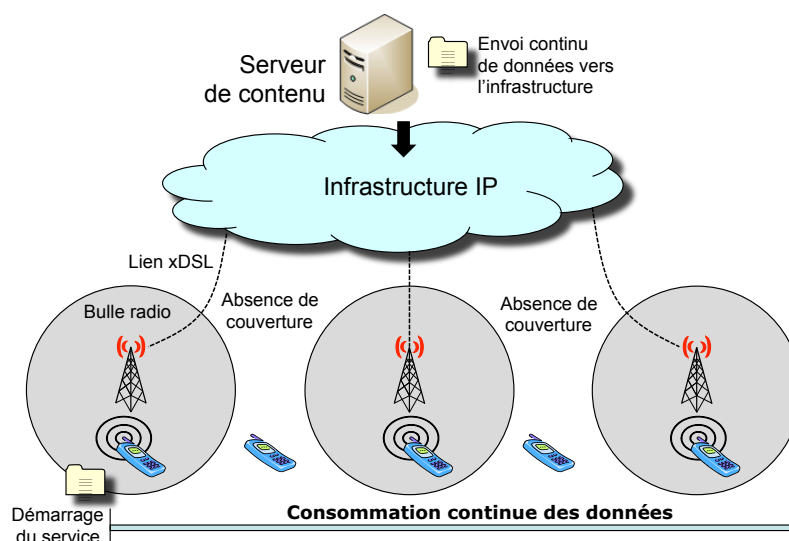 Serveur
de contenu
Envoi continu
de données vers
l'infrastructure
Infrastructure IP
Lien xDSL
Bulle radio
Absence de
couverture
Absence de
couverture
Démarrage
du service
Consommation continue des données